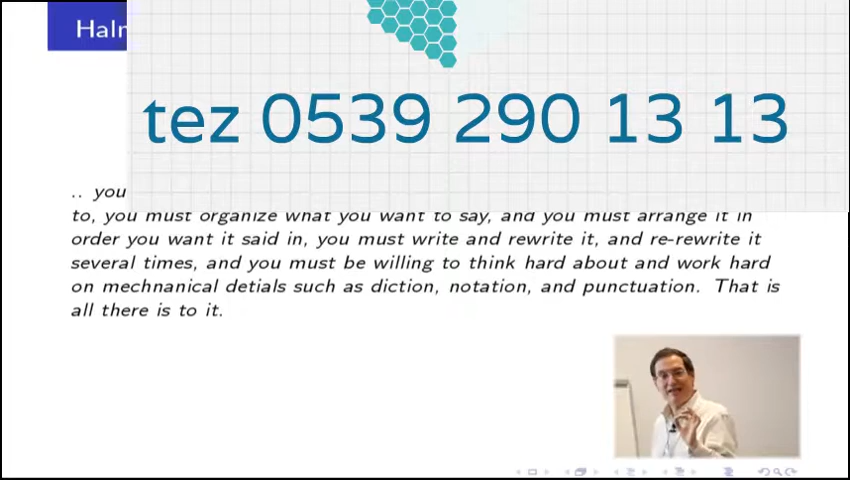 Haln
tez 0539 290 13 13
.. you
to, you must organize what you want to say, and you must arrange it in
order you want it said in, you must write and rewrite it, and re-rewrite it
several times, and you must be willing to think hard about and work hard
on mechnanical detials such as diction, notation, and punctuation. That is
all there is to it.